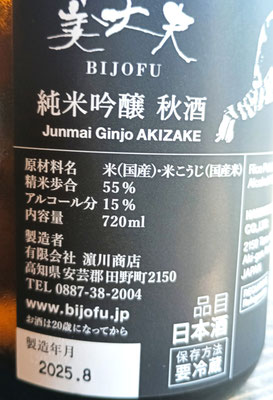 美丈夫
BIJOFU
純米吟醸 秋酒
Junmai Ginjo AKIZAKE
原材料名 米(国産)・米こうじ(国産米)
精米歩合 55%
アルコール分 15%
内容量 720ml
製造者
有限会社 濵川商店
高知県安芸郡田野町2150
TEL 0887-38-2004
www.bijofu.jp
お酒は20歳になってから
品目
日本酒
保存方法
要冷蔵
製造年月
2025.8
2150
JAPAN